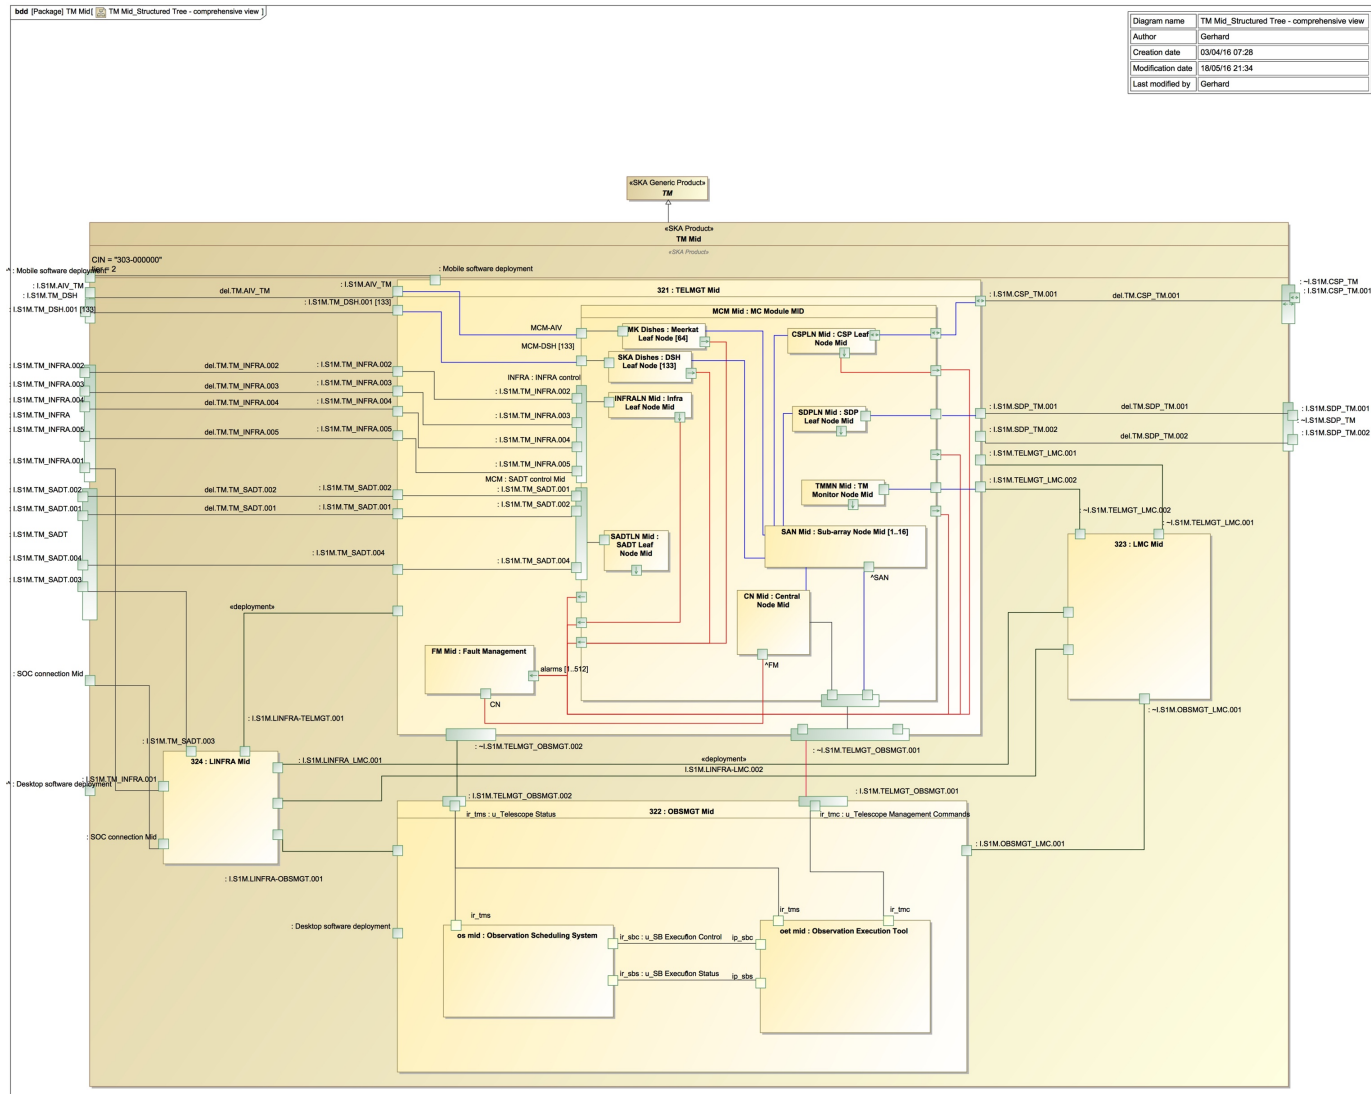 bdd [Package] TM Mid[ TM Mid_Structured Tree - comprehensive view ]
Diagram name TM Mid_Structured Tree - comprehensive view
Author Gerhard
Creation date 03/04/16 07:28
Modification date 18/05/16 21:34
Last modified by Gerhard
«SKA Generic Product»
TM
«SKA Product»
TM Mid
«SKA Product»
CIN = "303-000000"
tier = 2
^ : Mobile software deployment
: Mobile software deployment
: I.S1M.AIV_TM
: I.S1M.TM_DSH
: I.S1M.TM_DSH.001 [133]
del.TM.AIV_TM
: I.S1M.AIV_TM
: I.S1M.TM_DSH.001 [133]
321 : TELMGT Mid
MCM Mid : MC Module MID
MCM-AIV
MCM-DSH [133]
MK Dishes : Meerkat
Leaf Node [64]
SKA Dishes : DSH
Leaf Node [133]
CSPLN Mid : CSP Leaf
Node Mid
: I.S1M.CSP_TM.001
del.TM.CSP_TM.001
: ~I.S1M.CSP_TM
: I.S1M.CSP_TM.001
: I.S1M.TM_INFRA.002
: I.S1M.TM_INFRA.003
: I.S1M.TM_INFRA.004
: I.S1M.TM_INFRA
: I.S1M.TM_INFRA.005
: I.S1M.TM_INFRA.001
del.TM.TM_INFRA.002
del.TM.TM_INFRA.003
del.TM.TM_INFRA.004
del.TM.TM_INFRA.005
: I.S1M.TM_INFRA.002
: I.S1M.TM_INFRA.003
: I.S1M.TM_INFRA.004
: I.S1M.TM_INFRA.005
INFRA : INFRA control
: I.S1M.TM_INFRA.002
: I.S1M.TM_INFRA.003
: I.S1M.TM_INFRA.004
: I.S1M.TM_INFRA.005
INFRALN Mid : Infra
Leaf Node Mid
SDPLN Mid : SDP
Leaf Node Mid
: I.S1M.SDP_TM.001
: I.S1M.SDP_TM.002
del.TM.SDP_TM.001
del.TM.SDP_TM.002
: I.S1M.SDP_TM.001
: ~I.S1M.SDP_TM
: I.S1M.SDP_TM.002
: I.S1M.TELMGT_LMC.001
: I.S1M.TELMGT_LMC.002
MCM : SADT control Mid
: I.S1M.TM_SADT.001
: I.S1M.TM_SADT.002
: I.S1M.TM_SADT.004
: I.S1M.TM_SADT.002
: I.S1M.TM_SADT.001
: I.S1M.TM_SADT
: I.S1M.TM_SADT.004
: I.S1M.TM_SADT.003
del.TM.TM_SADT.002
del.TM.TM_SADT.001
: I.S1M.TM_SADT.002
: I.S1M.TM_SADT.001
: I.S1M.TM_SADT.004
TMMN Mid : TM
Monitor Node Mid
SADTLN Mid :
SADT Leaf
Node Mid
SAN Mid : Sub-array Node Mid [1..16]
^SAN
CN Mid : Central
Node Mid
^FM
: ~I.S1M.TELMGT_LMC.002
: ~I.S1M.TELMGT_LMC.001
323 : LMC Mid
: ~I.S1M.OBSMGT_LMC.001
«deployment»
FM Mid : Fault Management
alarms [1..512]
CN
: SOC connection Mid
: I.S1M.LINFRA-TELMGT.001
: I.S1M.TM_SADT.003
324 : LINFRA Mid
: I.S1M.TM_INFRA.001
^ : Desktop software deployment
: SOC connection Mid
: I.S1M.LINFRA_LMC.001
«deployment»
I.S1M.LINFRA-LMC.002
: I.S1M.LINFRA-OBSMGT.001
: ~I.S1M.TELMGT_OBSMGT.002
: ~I.S1M.TELMGT_OBSMGT.001
: I.S1M.TELMGT_OBSMGT.002
: I.S1M.TELMGT_OBSMGT.001
322 : OBSMGT Mid
ir_tms : u_Telescope Status
ir_tmc : u_Telescope Management Commands
: I.S1M.OBSMGT_LMC.001
: Desktop software deployment
ir_tms
ir_tms
ir_tmc
os mid : Observation Scheduling System
oet mid : Observation Execution Tool
ir_sbc : u_SB Execution Control
ip_sbc
ir_sbs : u_SB Execution Status
ip_sbs